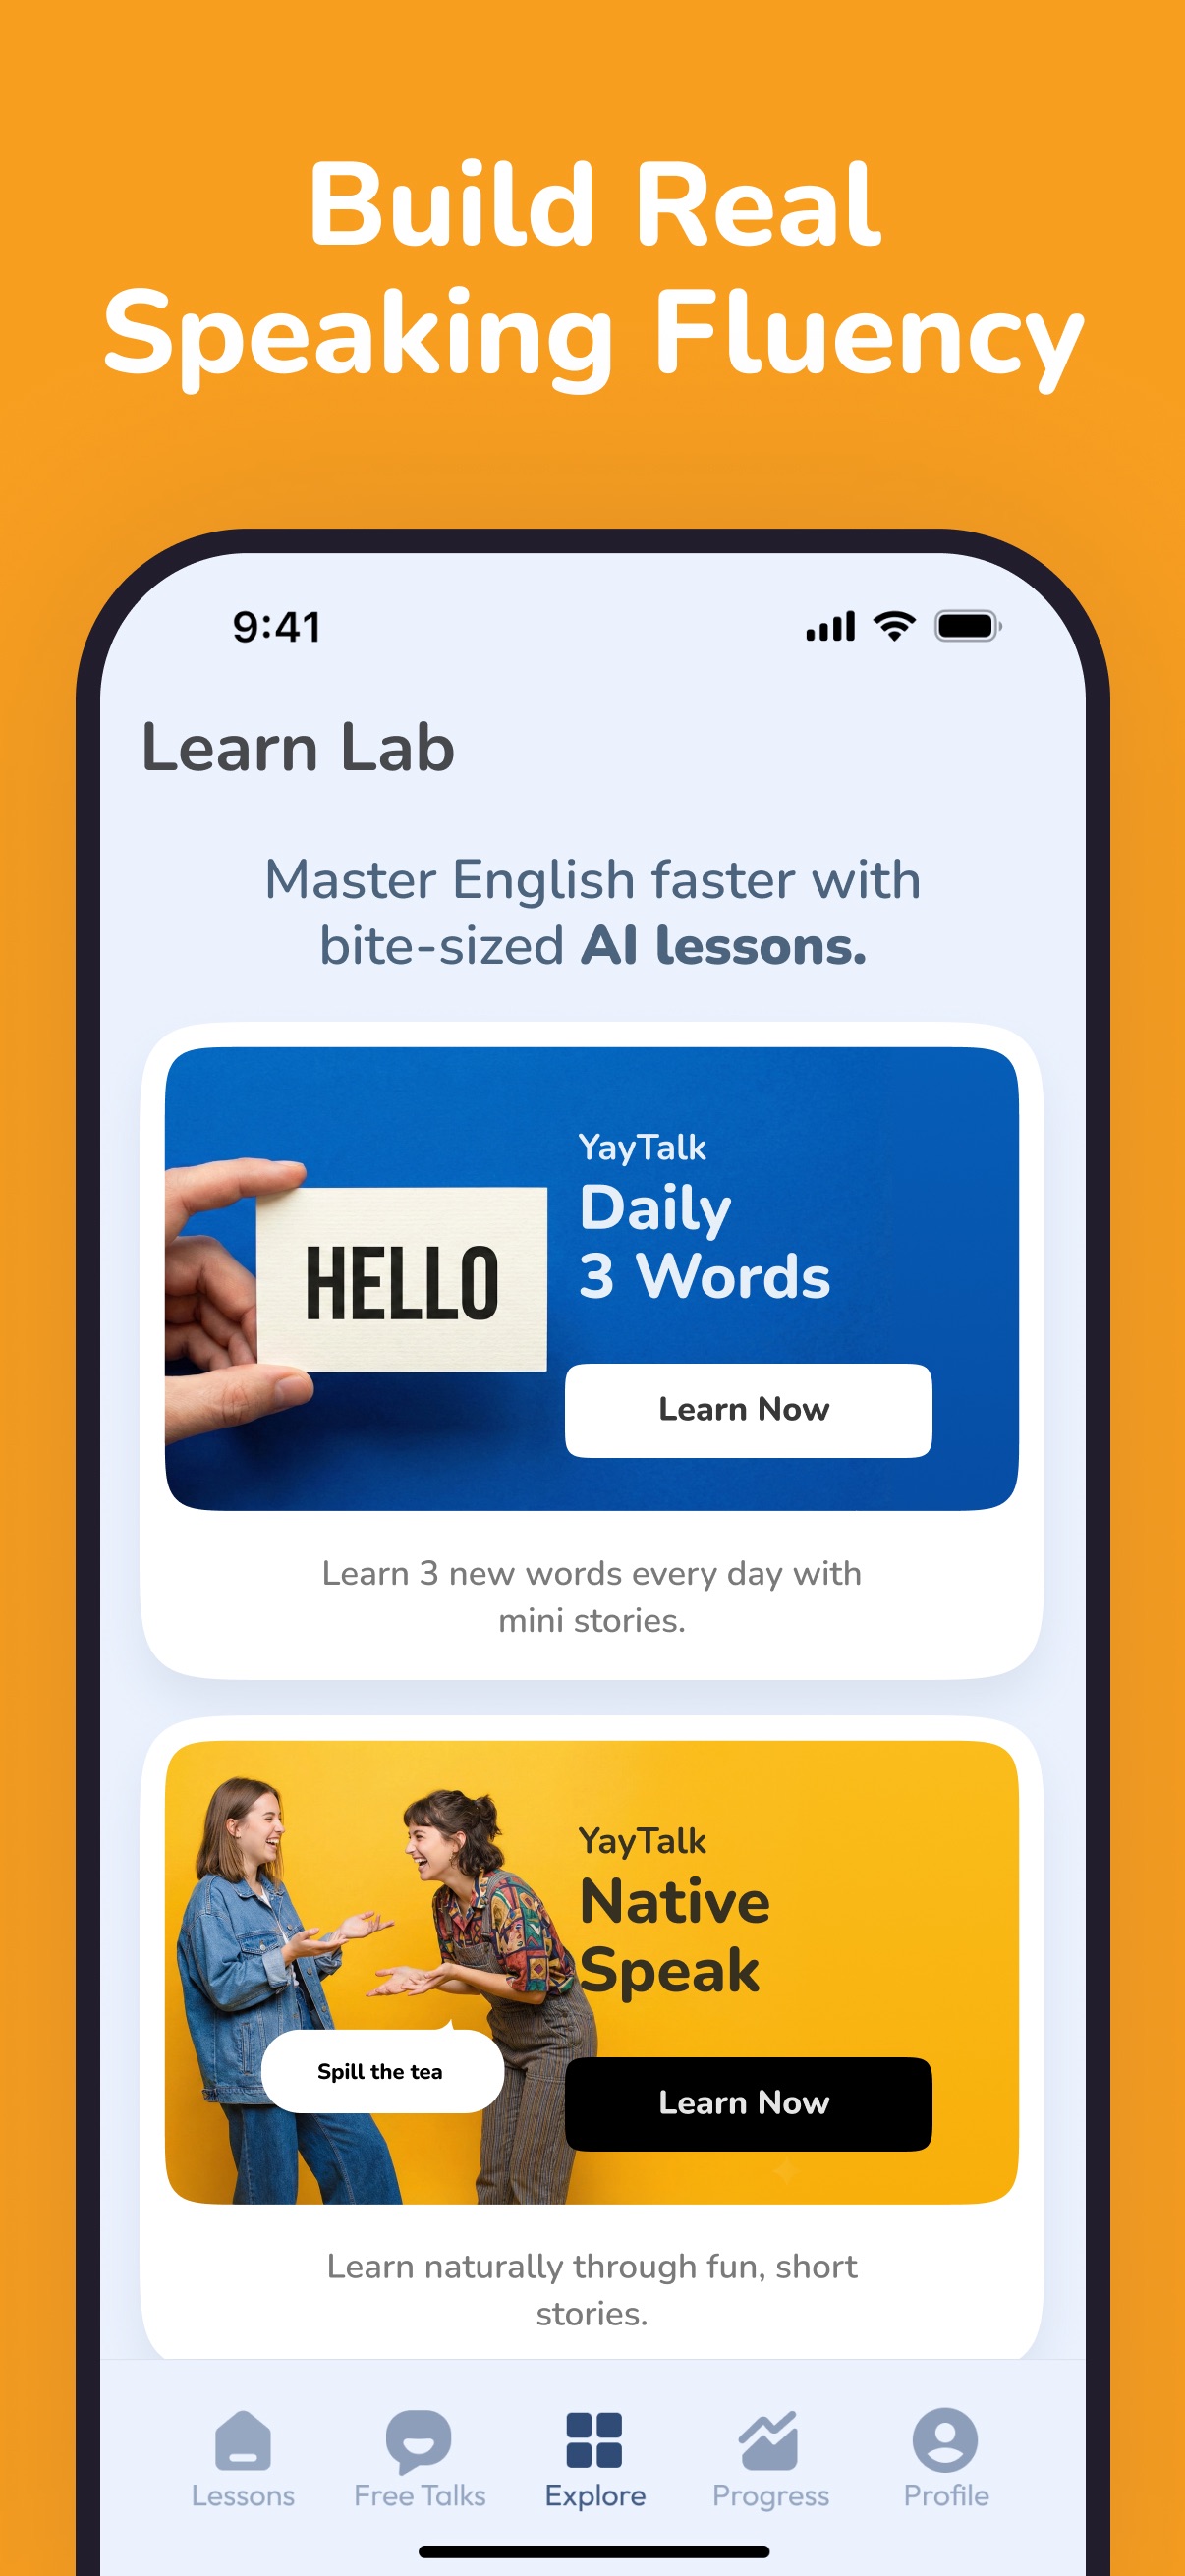 Build Real
Speaking Fluency
9:41
Learn Lab
Master English faster with
bite-sized AI lessons.
HELLO
YayTalk
Daily
3 Words
Learn Now
Learn 3 new words every day with
mini stories.
YayTalk
Native
Speak
Spill the tea
Learn Now
Learn naturally through fun, short
stories.
Lessons
Free Talks
Explore
Progress
Profile